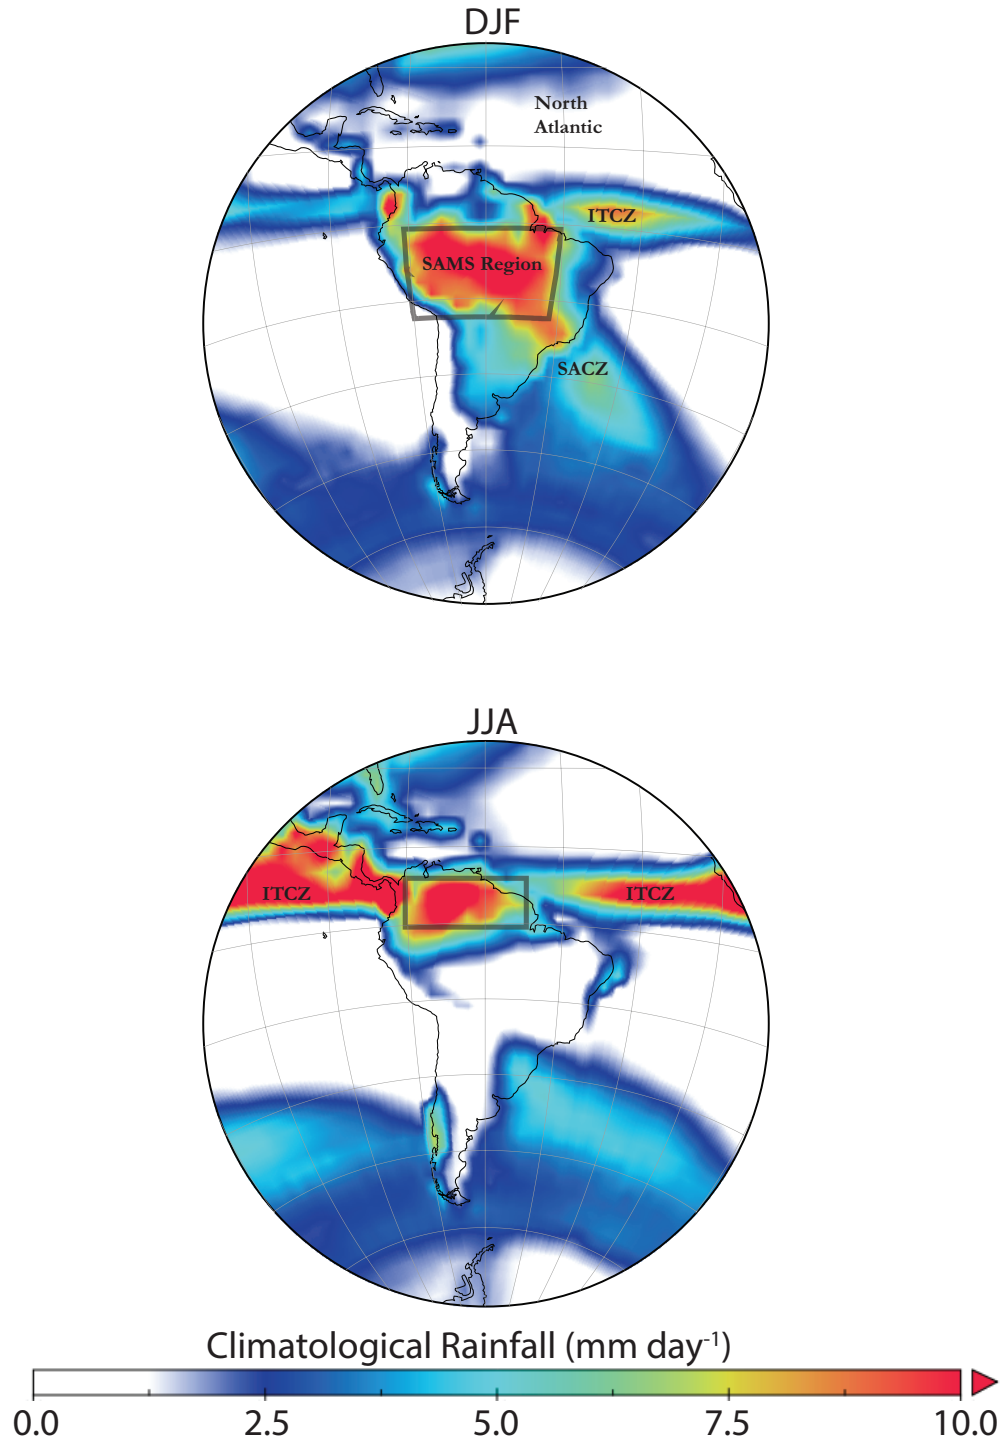 DJF
North
Atlantic
ITCZ
SAMS Region
SACZ
JJA
ITCZ
ITCZ
Climatological Rainfall (mm day⁻¹)
0.0 2.5 5.0 7.5 10.0